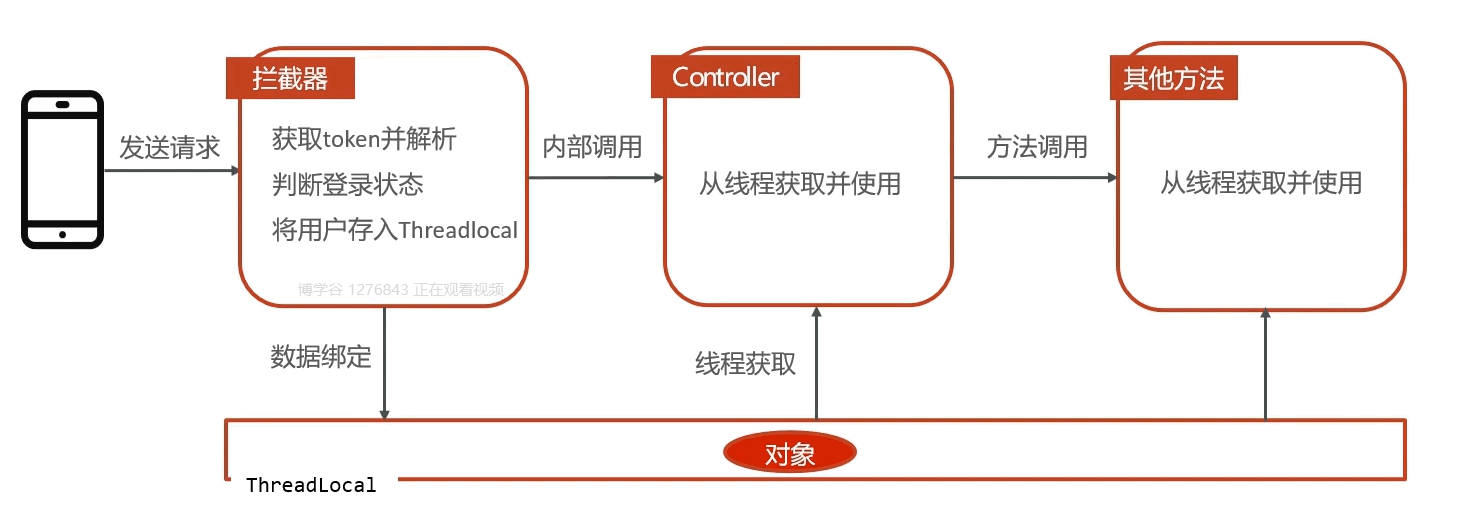 拦截器
Controller
其他方法
发送请求
获取token并解析
判断登录状态
将用户存入Threadlocal
内部调用
从线程获取并使用
方法调用
从线程获取并使用
博学谷 1276843 正在观看视频
数据绑定
线程获取
对象
ThreadLocal